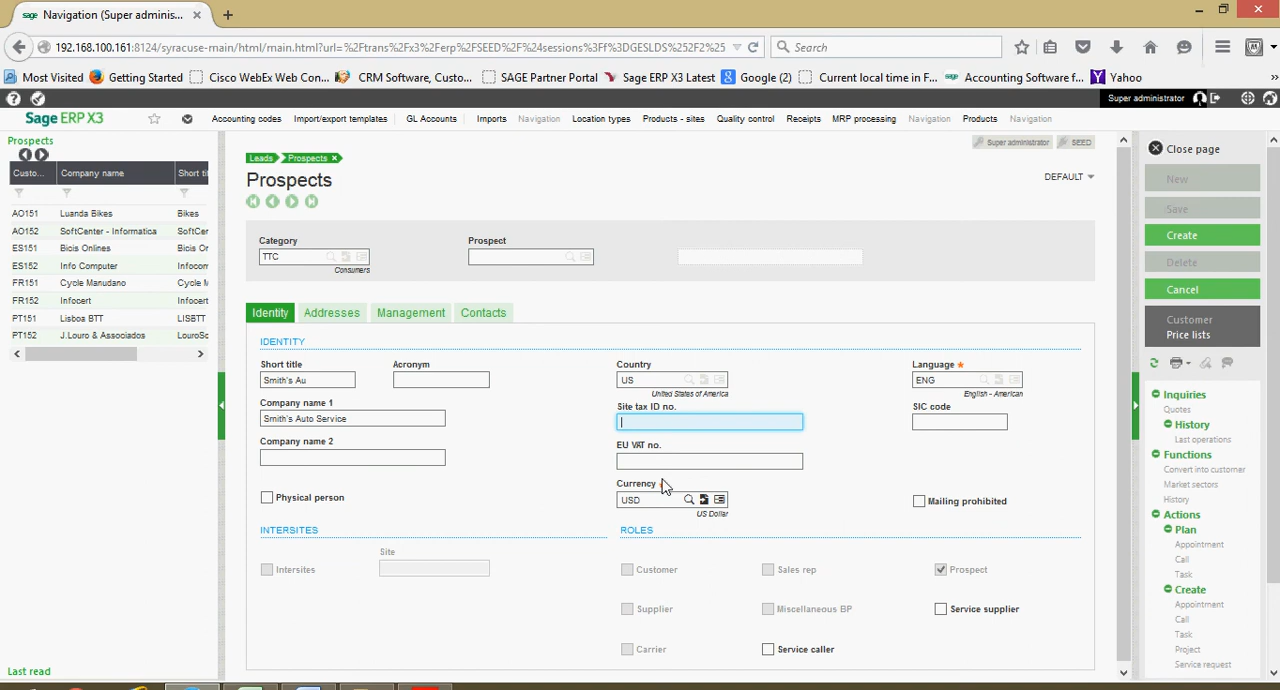 sage Navigation (Super adminis... × +
192.168.100.161:8124/syracuse-main/html/main.html?url=%2Ftrans%2Fx3%2Ferp%2FSEED%2F%24sessions%3Ff%3DGESLDS%252F2%25 Search
Most Visited Getting Started Cisco WebEx Web Con... CRM Software, Custo... SAGE Partner Portal Sage ERP X3 Latest Google (2) Current local time in F... Accounting Software f... Yahoo »
Super administrator
Sage ERP X3 Accounting codes Import/export templates GL Accounts Imports Navigation Location types Products - sites Quality control Receipts MRP processing Navigation Products Navigation
Prospects
Custo... Company name Short tit
AO151 Luanda Bikes Bikes
AO152 SoftCenter - Informatica SoftCer
ES151 Bicis Onlines Bicis Or
ES152 Info Computer Infocom
FR151 Cycle Manudano Cycle M
FR152 Infocert Infocert
PT151 Lisboa BTT LISBTT
PT152 J.Louro & Associados LouroSc
Last read
Leads Prospects ×
Super administrator SEED
Prospects
DEFAULT
Category Prospect
TTC
Consumers
Identity Addresses Management Contacts
IDENTITY
Short title Acronym Country Language *
Smith's Au US ENG
United States of America English - American
Company name 1 Site tax ID no. SIC code
Smith's Auto Service
Company name 2 EU VAT no.
Physical person Currency
USD Mailing prohibited
US Dollar
INTERSITES ROLES
Site
Intersites Customer Sales rep Prospect
Supplier Miscellaneous BP Service supplier
Carrier Service caller
Close page
New
Save
Create
Delete
Cancel
Customer
Price lists
Inquiries
Quotes
History
Last operations
Functions
Convert into customer
Market sectors
History
Actions
Plan
Appointment
Call
Task
Create
Appointment
Call
Task
Project
Service request